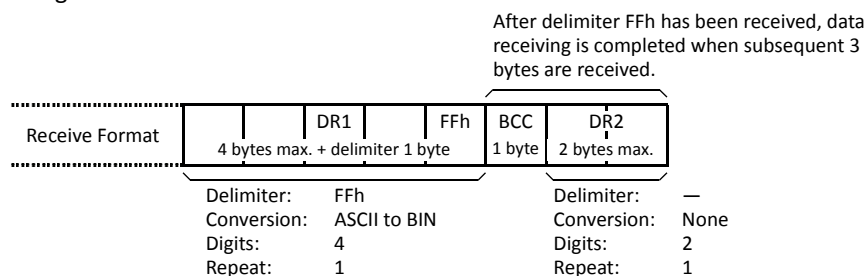 After delimiter FFh has been received, data
receiving is completed when subsequent 3
bytes are received.
Receive Format
DR1 FFh BCC DR2
4 bytes max. + delimiter 1 byte 1 byte 2 bytes max.
Delimiter: FFh Delimiter: —
Conversion: ASCII to BIN Conversion: None
Digits: 4 Digits: 2
Repeat: 1 Repeat: 1